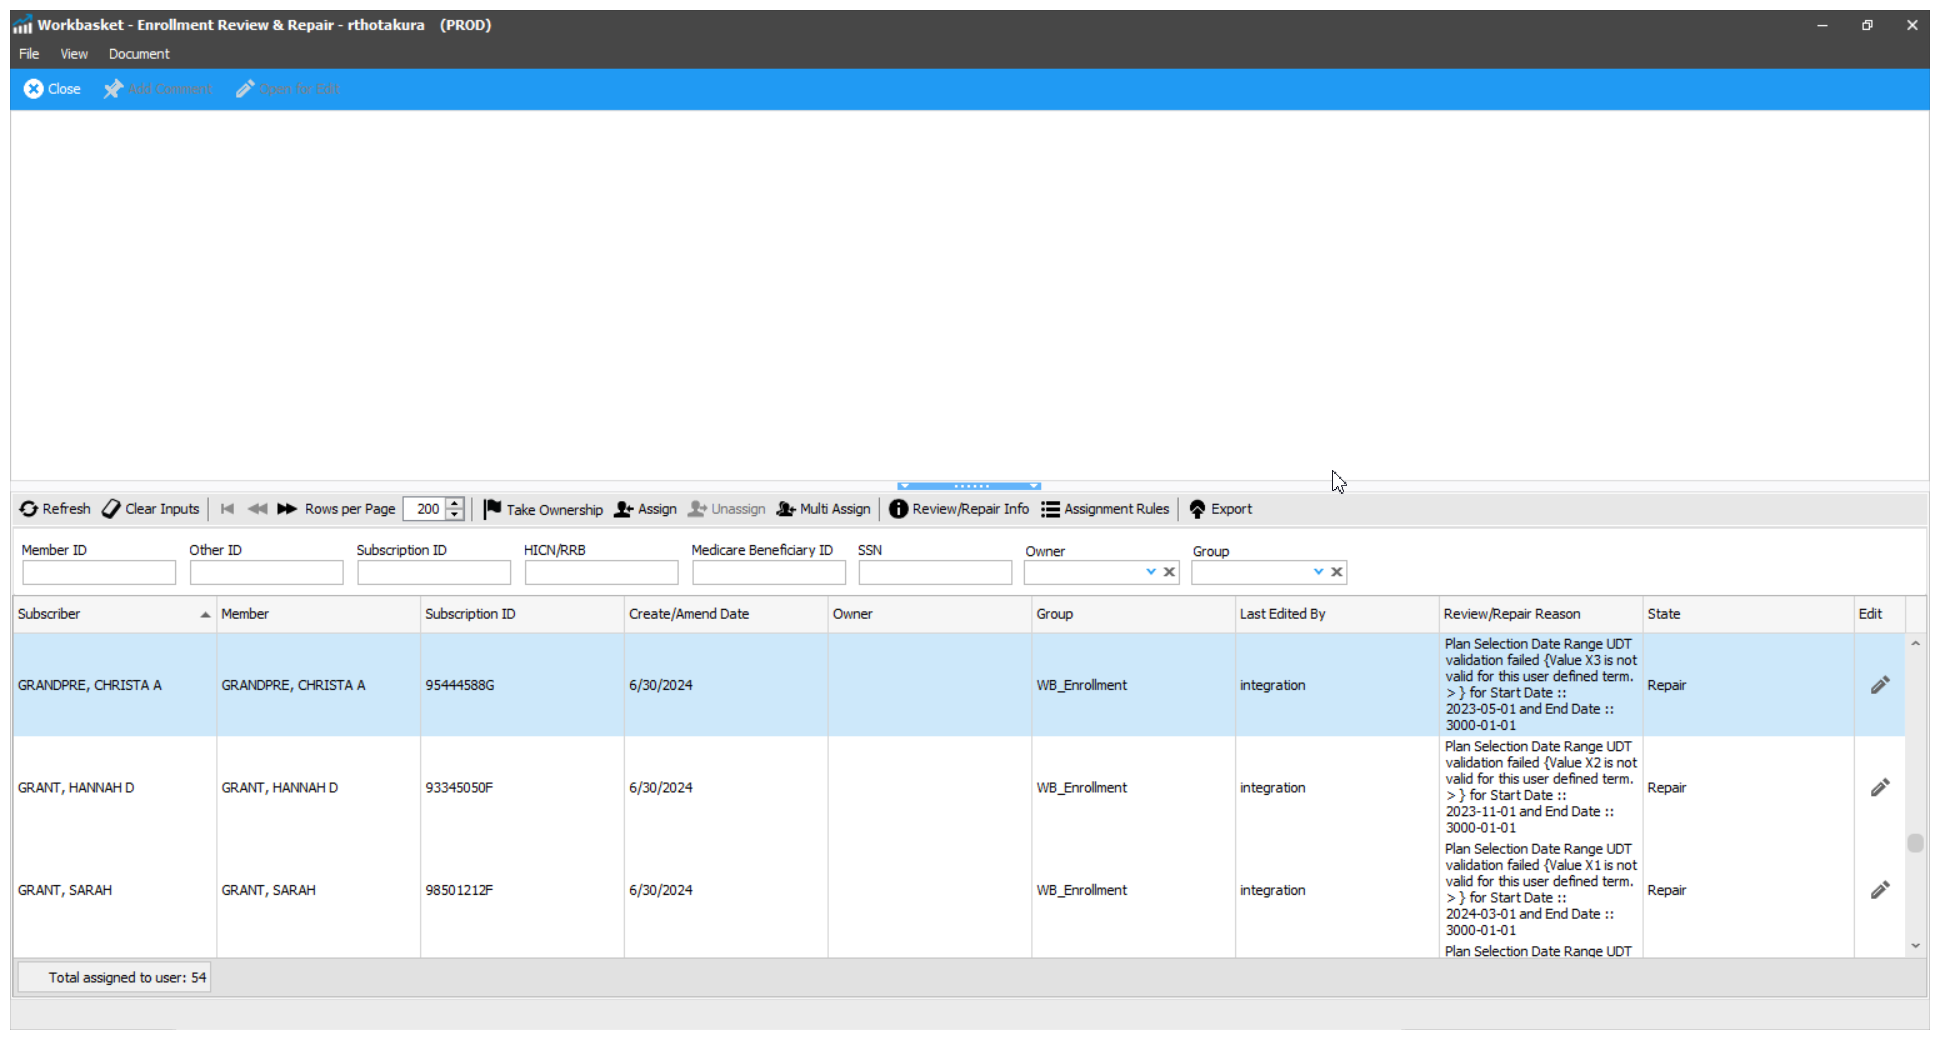 Workbasket - Enrollment Review & Repair - rthotakura (PROD)
File View Document
Close Add Comment Open for Edit
Refresh Clear Inputs Rows per Page 200 Take Ownership Assign Unassign Multi Assign Review/Repair Info Assignment Rules Export
Member ID Other ID Subscription ID HICN/RRB Medicare Beneficiary ID SSN Owner Group
Subscriber Member Subscription ID Create/Amend Date Owner Group Last Edited By Review/Repair Reason State Edit
GRANDPRE, CHRISTA A GRANDPRE, CHRISTA A 95444588G 6/30/2024 WB_Enrollment integration
Plan Selection Date Range UDT
validation failed {Value X3 is not
valid for this user defined term.
> } for Start Date ::
2023-05-01 and End Date ::
3000-01-01
Repair
GRANT, HANNAH D GRANT, HANNAH D 93345050F 6/30/2024 WB_Enrollment integration
Plan Selection Date Range UDT
validation failed {Value X2 is not
valid for this user defined term.
> } for Start Date ::
2023-11-01 and End Date ::
3000-01-01
Repair
GRANT, SARAH GRANT, SARAH 98501212F 6/30/2024 WB_Enrollment integration
Plan Selection Date Range UDT
validation failed {Value X1 is not
valid for this user defined term.
> } for Start Date ::
2024-03-01 and End Date ::
3000-01-01
Repair
Plan Selection Date Range UDT
Total assigned to user: 54